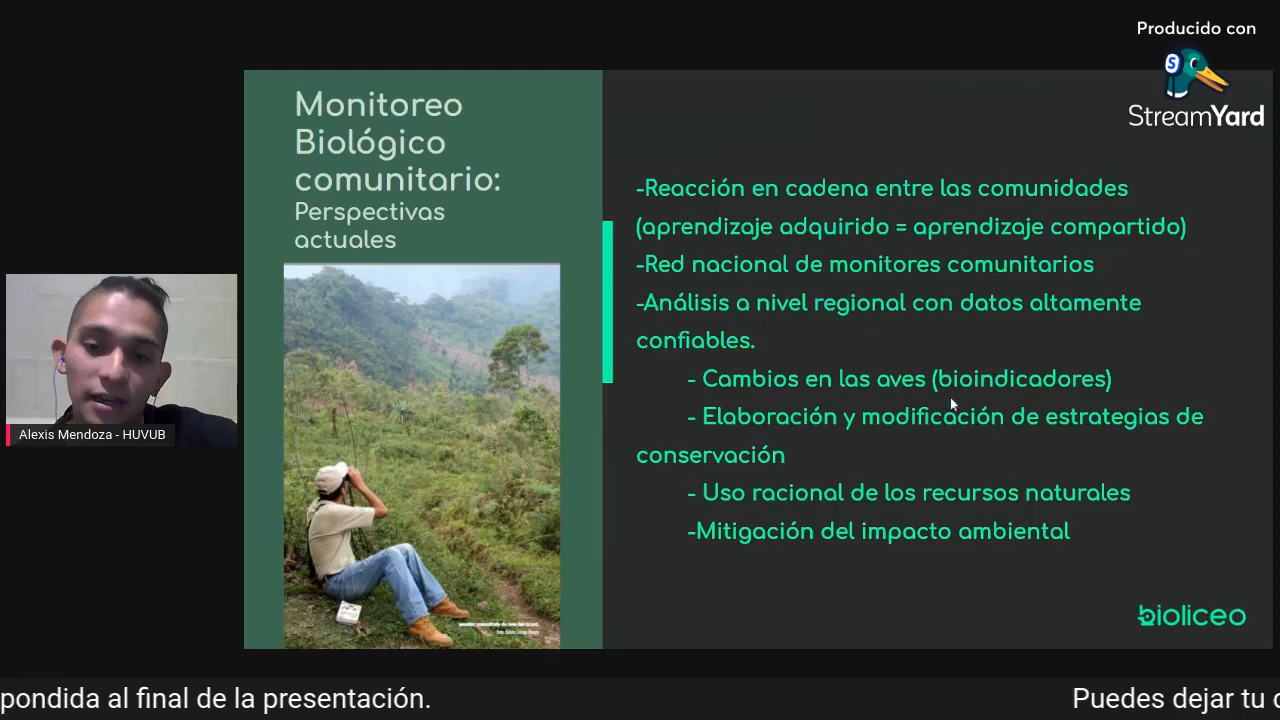 Producido con
StreamYard
Monitoreo
Biológico
comunitario:
Perspectivas
actuales
-Reacción en cadena entre las comunidades
(aprendizaje adquirido = aprendizaje compartido)
-Red nacional de monitores comunitarios
-Análisis a nivel regional con datos altamente
confiables.
- Cambios en las aves (bioindicadores)
- Elaboración y modificación de estrategias de
conservación
- Uso racional de los recursos naturales
-Mitigación del impacto ambiental
Alexis Mendoza - HUVUB
bioliceo
pondida al final de la presentación.
Puedes dejar tu